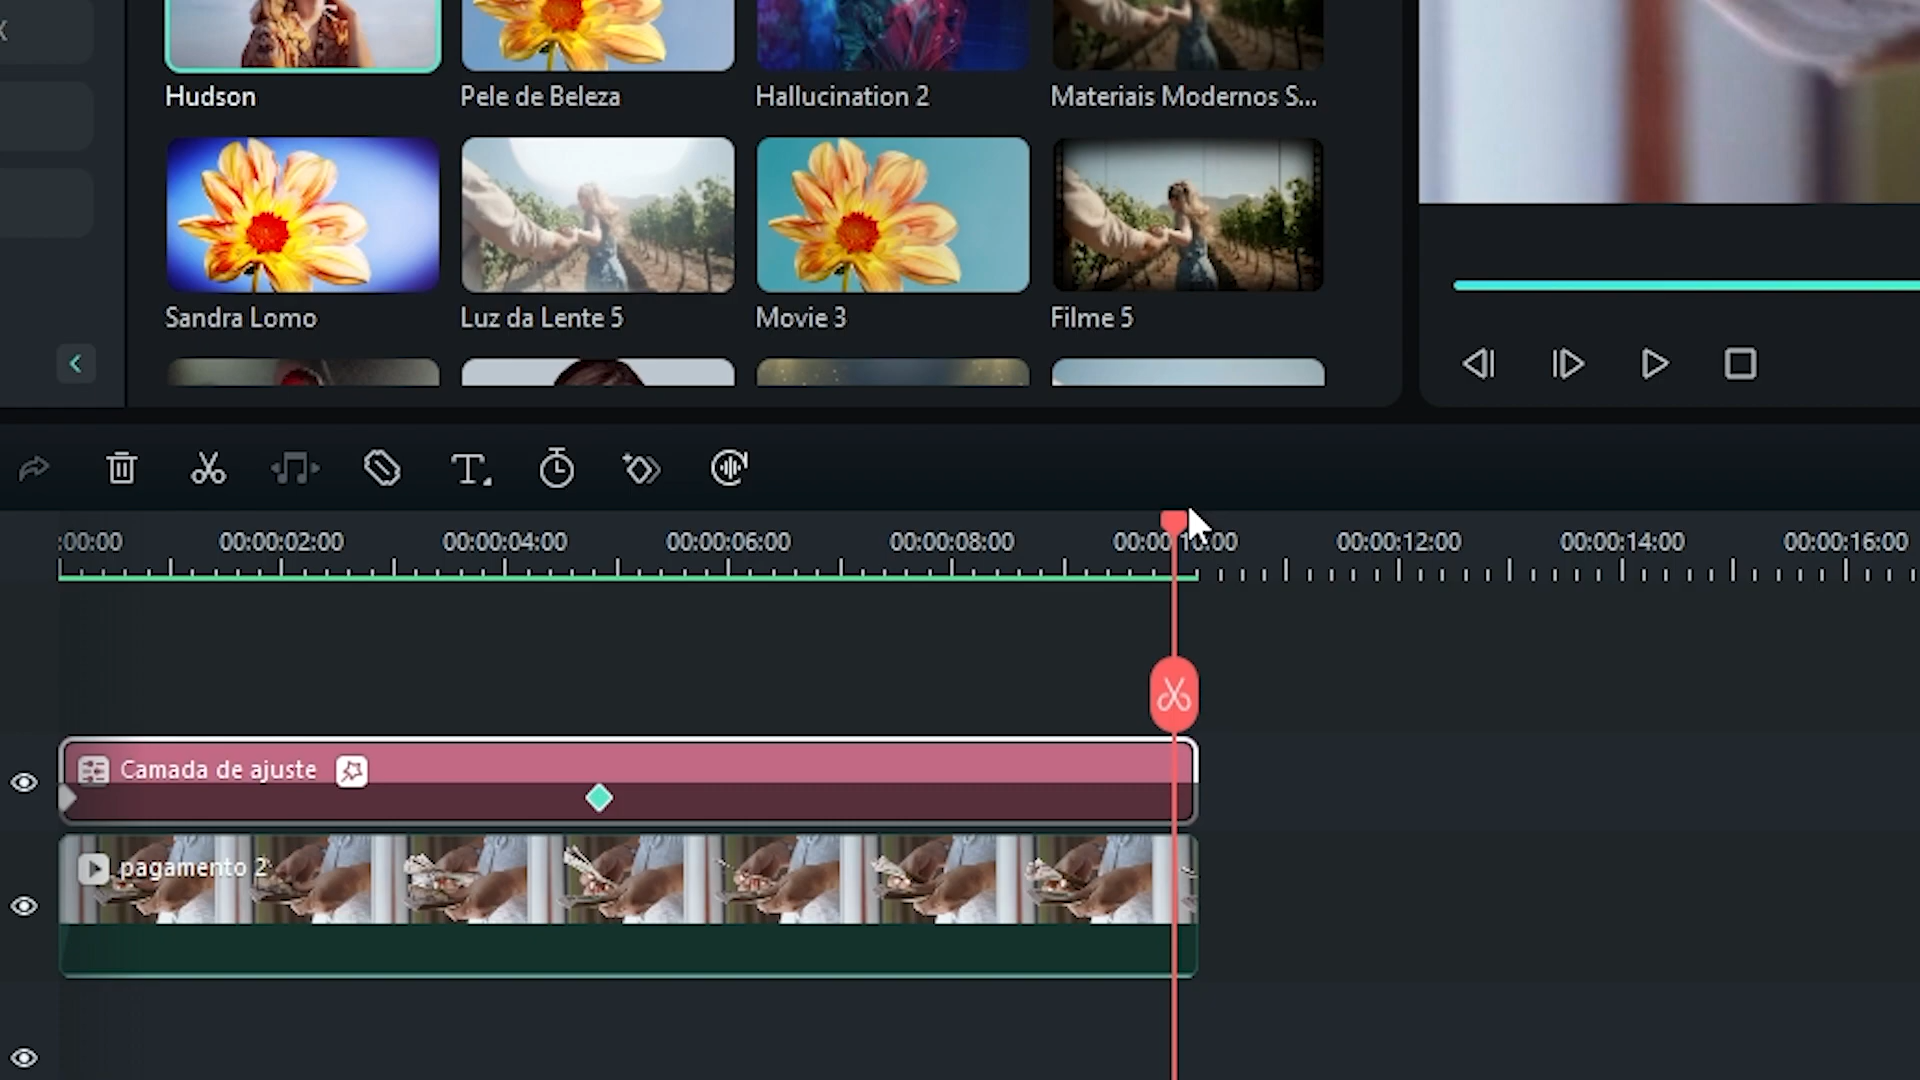 Hudson
Pele de Beleza
Hallucination 2
Materiais Modernos S...
Sandra Lomo
Luz da Lente 5
Movie 3
Filme 5
:00:00
00:00:02:00
00:00:04:00
00:00:06:00
00:00:08:00
00:00:10:00
00:00:12:00
00:00:14:00
00:00:16:00
Camada de ajuste
pagamento 2